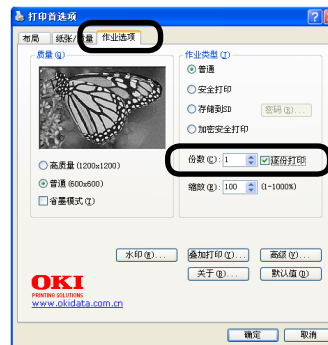 打印首选项
布局 纸张/质量 作业选项
质量(Q)
高质量 (1200x1200)
普通 (600x600)
省墨模式(T)
作业类型(T)
普通
安全打印
存储到SD
密码(R)...
加密安全打印
份数(C): 1 逐份打印
缩放(E): 100 (1-1000%)
水印(W)... 叠加打印(Y)... 高级(V)...
关于(B)... 默认值(D)
OKI
PRINTING SOLUTIONS
www.okidata.com.cn
确定 取消